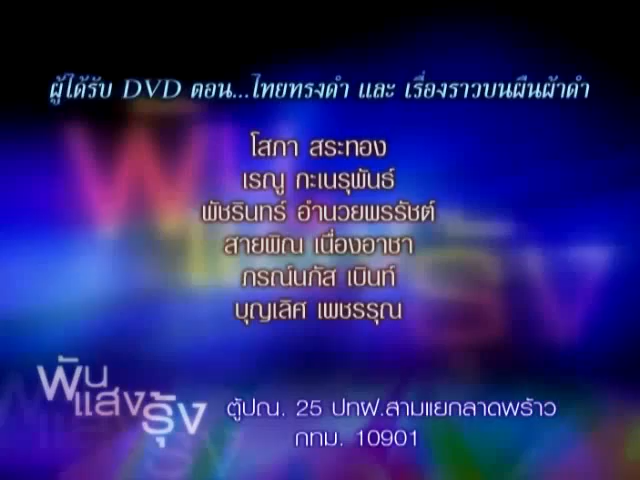 ผู้ได้รับ DVD ตอน...ไทยทรงดำ และ เรื่องราวบนผืนผ้าดำ
โสภา สระทอง
เรณู กะเนรุพันธ์
พัชรินทร์ อำนวยพรรัชต์
สายพิณ เนื่องอาชา
ภรณ์นภัส เบินท์
บุญเลิศ เพชรรุณ
พันแสงรุ้ง
ตู้ปณ. 25 ปทฝ.สามแยกลาดพร้าว
กทม. 10901